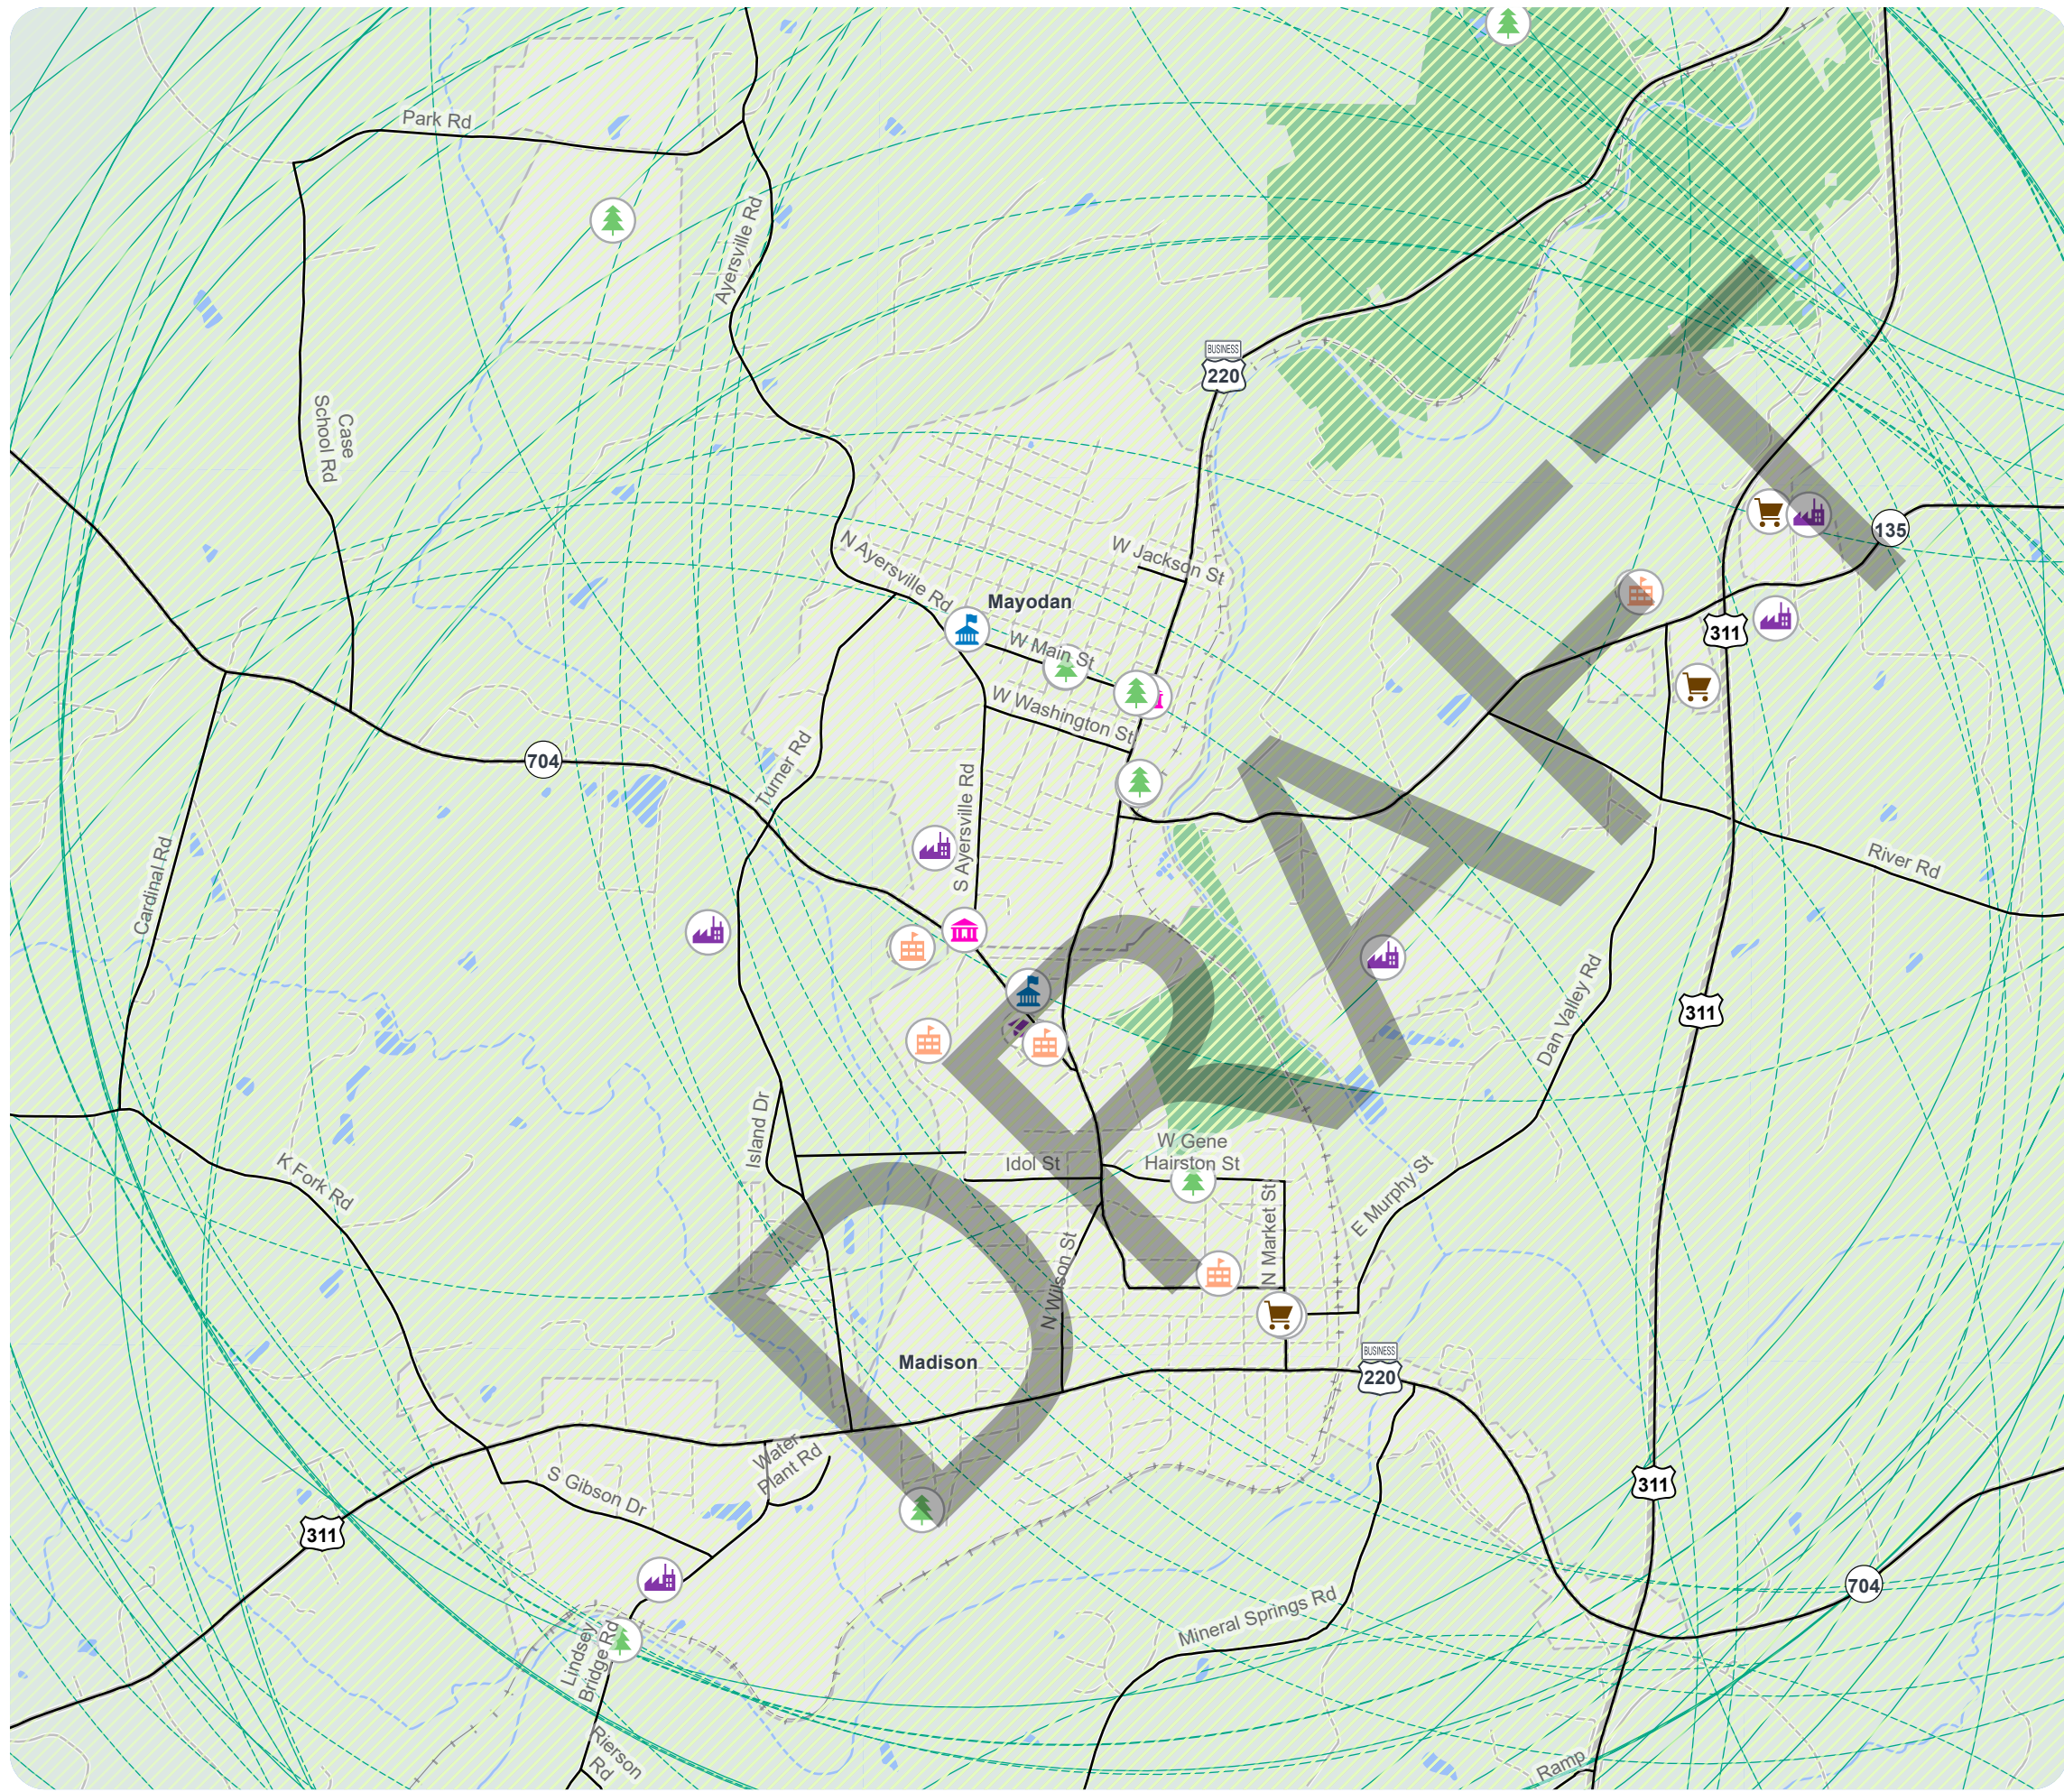 Park Rd
Ayersville Rd
BUSINESS
220
Case
School Rd
135
W Jackson St
N Ayersville Rd
Mayodan
311
W Main St
W Washington St
704
Turner Rd
S Ayersville Rd
Cardinal Rd
River Rd
Dan Valley Rd
311
Island Dr
W Gene
Hairston St
Idol St
K Fork Rd
E Murphy St
N Market St
N Wilson St
Madison
BUSINESS
220
Water
Plant Rd
S Gibson Dr
311
311
704
Mineral Springs Rd
Lindsey
Bridge Rd
Rierson
Rd
Ramp
DRAFT